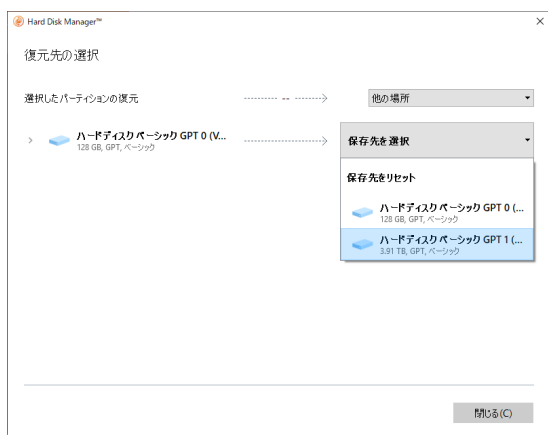 Hard Disk Manager™
復元先の選択
選択したパーティションの復元
--
他の場所
ハードディスク ベーシック GPT 0 (V...
128 GB, GPT, ベーシック
保存先を選択
保存先をリセット
ハードディスク ベーシック GPT 0 (...
128 GB, GPT, ベーシック
ハードディスク ベーシック GPT 1 (...
3.91 TB, GPT, ベーシック
閉じる(C)